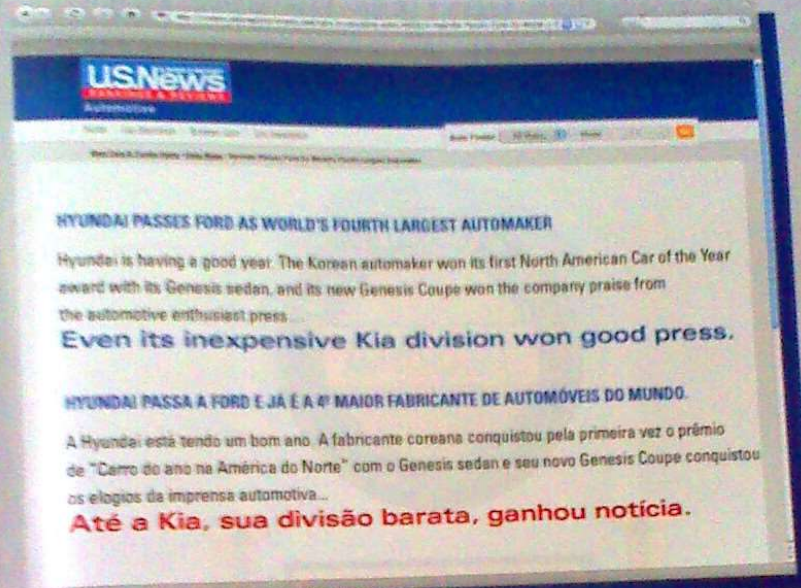 U.S.News
RANKINGS & REVIEWS
Automotive
HYUNDAI PASSES FORD AS WORLD'S FOURTH LARGEST AUTOMAKER
Hyundai is having a good year. The Korean automaker won its first North American Car of the Year
award with its Genesis sedan, and its new Genesis Coupe won the company praise from
the automotive enthusiast press...
Even its inexpensive Kia division won good press.
HYUNDAI PASSA A FORD E JÁ É A 4ª MAIOR FABRICANTE DE AUTOMÓVEIS DO MUNDO.
A Hyundai está tendo um bom ano. A fabricante coreana conquistou pela primeira vez o prêmio
de "Carro do ano na América do Norte" com o Genesis sedan e seu novo Genesis Coupe conquistou
os elogios da imprensa automotiva...
Até a Kia, sua divisão barata, ganhou notícia.